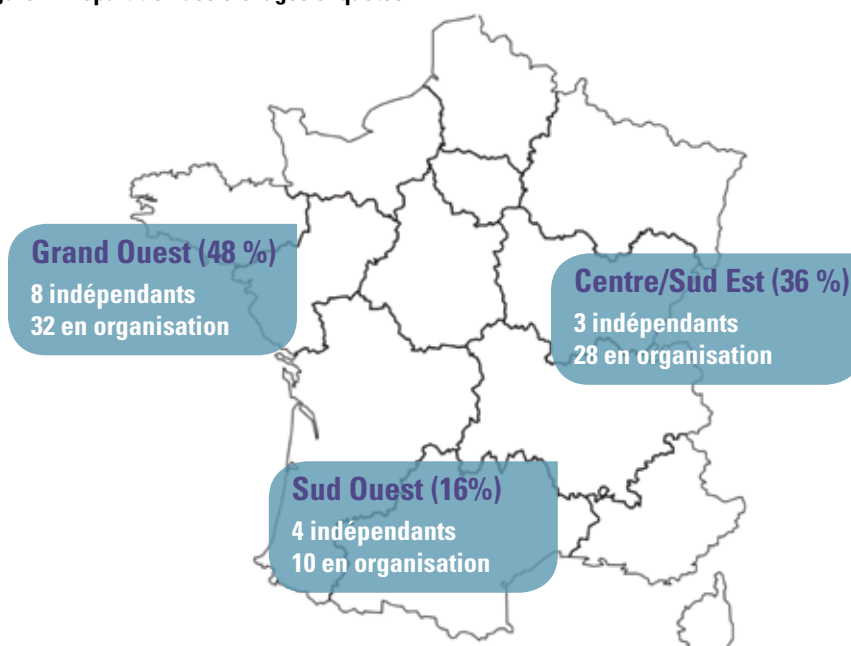 Grand Ouest (48 %)
8 indépendants
32 en organisation
Centre/Sud Est (36 %)
3 indépendants
28 en organisation
Sud Ouest (16%)
4 indépendants
10 en organisation